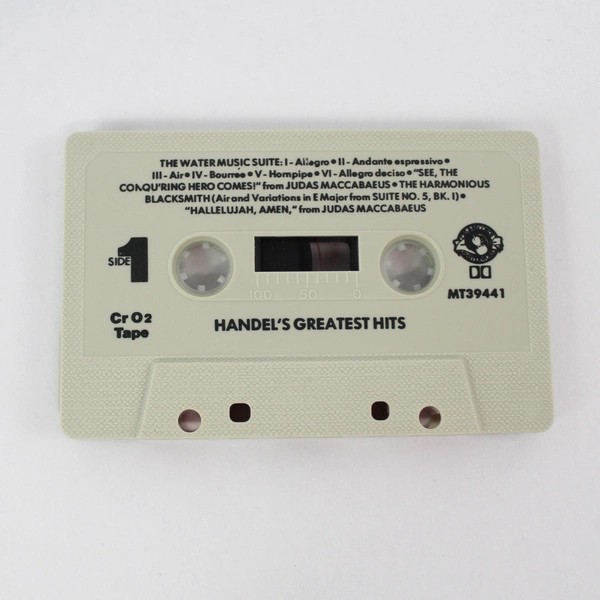 THE WATER MUSIC SUITE: I - Allegro • II - Andante espressivo •
III - Air • IV - Bourrée • V - Hornpipe • VI - Allegro deciso • "SEE, THE
CONQU'RING HERO COMES!" from JUDAS MACCABAEUS • THE HARMONIOUS
BLACKSMITH (Air and Variations in E Major from SUITE NO. 5, BK. I) •
"HALLELUJAH, AMEN," from JUDAS MACCABAEUS
SIDE 1
100 50 0
MT39441
Cr O2
Tape
HANDEL'S GREATEST HITS